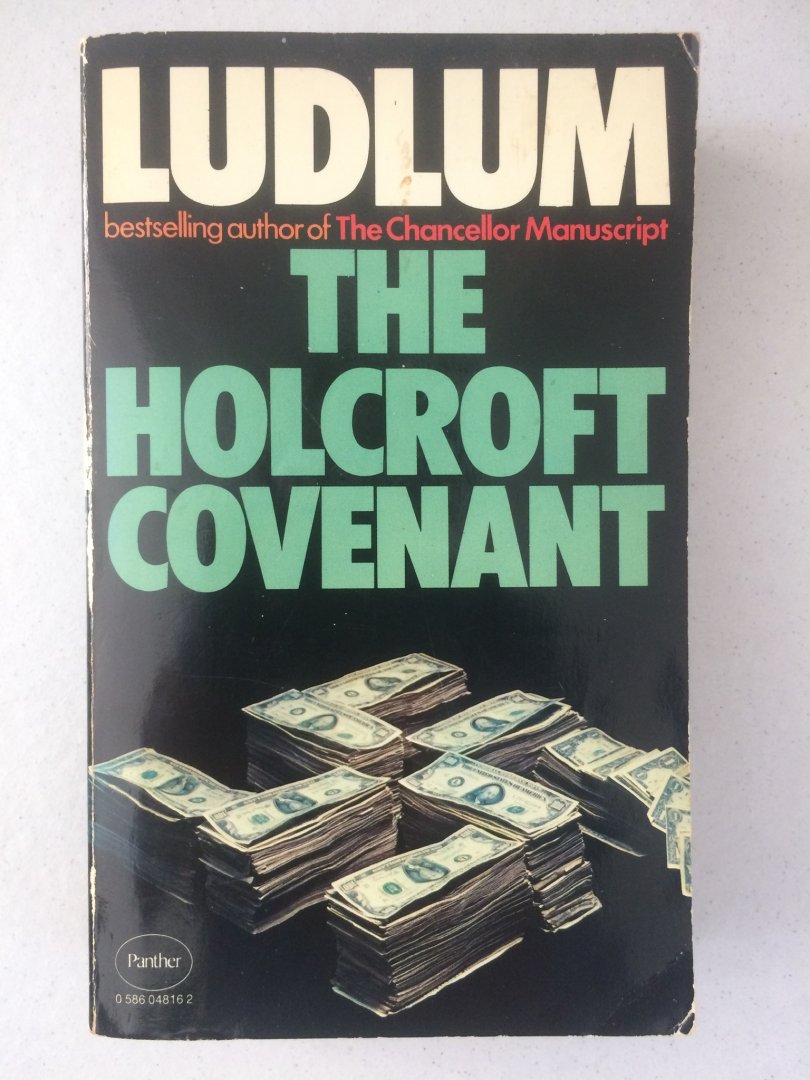 LUDLUM
bestselling author of The Chancellor Manuscript
THE
HOLCROFT
COVENANT
Panther
0 586 04816 2